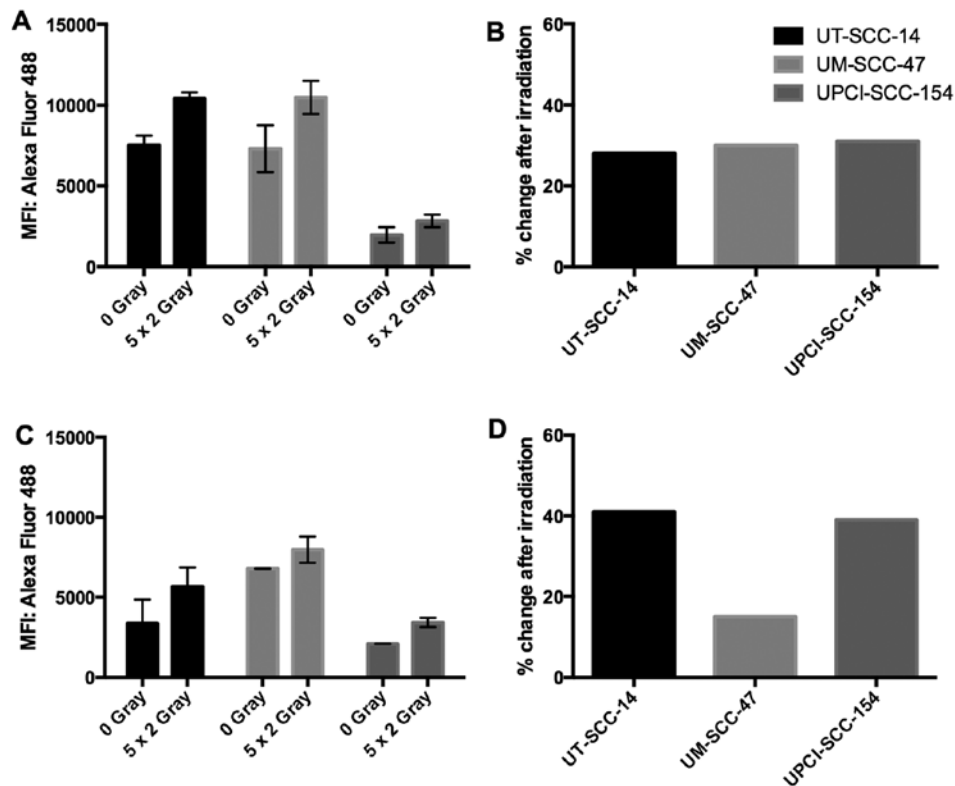 A
MFI: Alexa Fluor 488
15000
10000
5000
0
0 Gray
5 x 2 Gray
0 Gray
5 x 2 Gray
0 Gray
5 x 2 Gray
B
% change after irradiation
60
40
20
0
UT-SCC-14
UM-SCC-47
UPCI-SCC-154
UT-SCC-14
UM-SCC-47
UPCI-SCC-154
C
MFI: Alexa Fluor 488
15000
10000
5000
0
0 Gray
5 x 2 Gray
0 Gray
5 x 2 Gray
0 Gray
5 x 2 Gray
D
% change after irradiation
60
40
20
0
UT-SCC-14
UM-SCC-47
UPCI-SCC-154